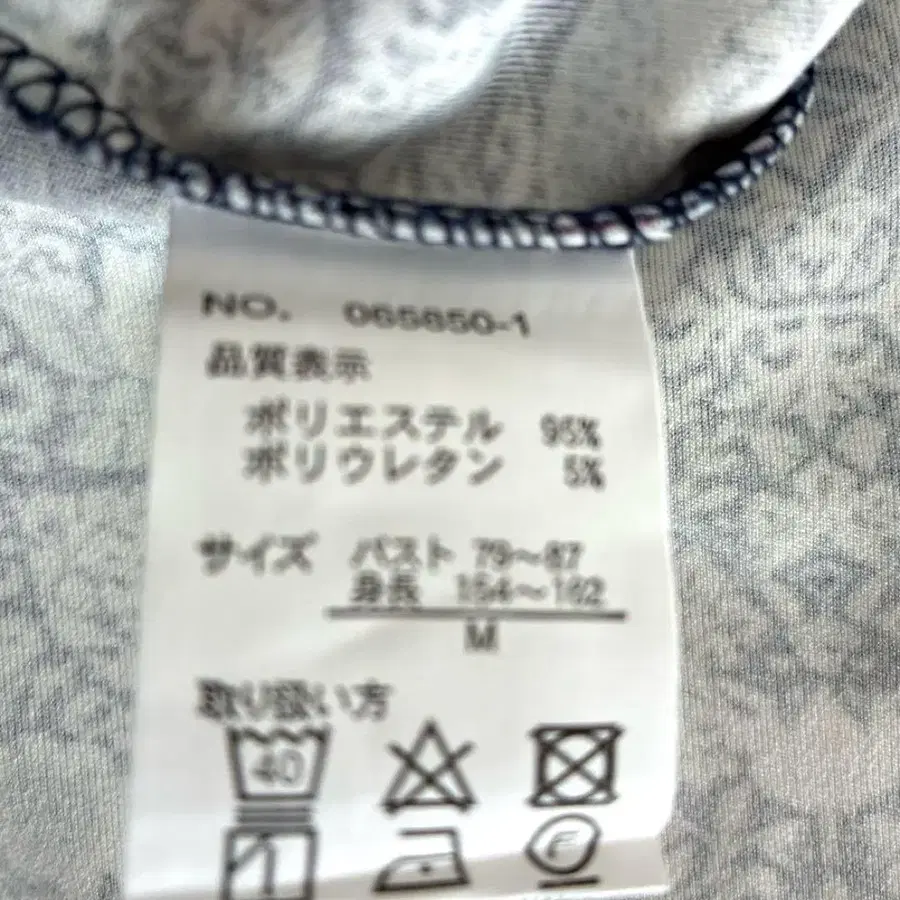 NO. 065650-1
品質表示
ポリエステル 95%
ポリウレタン 5%
サイズ バスト 79~87
身長 154~162
M
取り扱い方
40
F